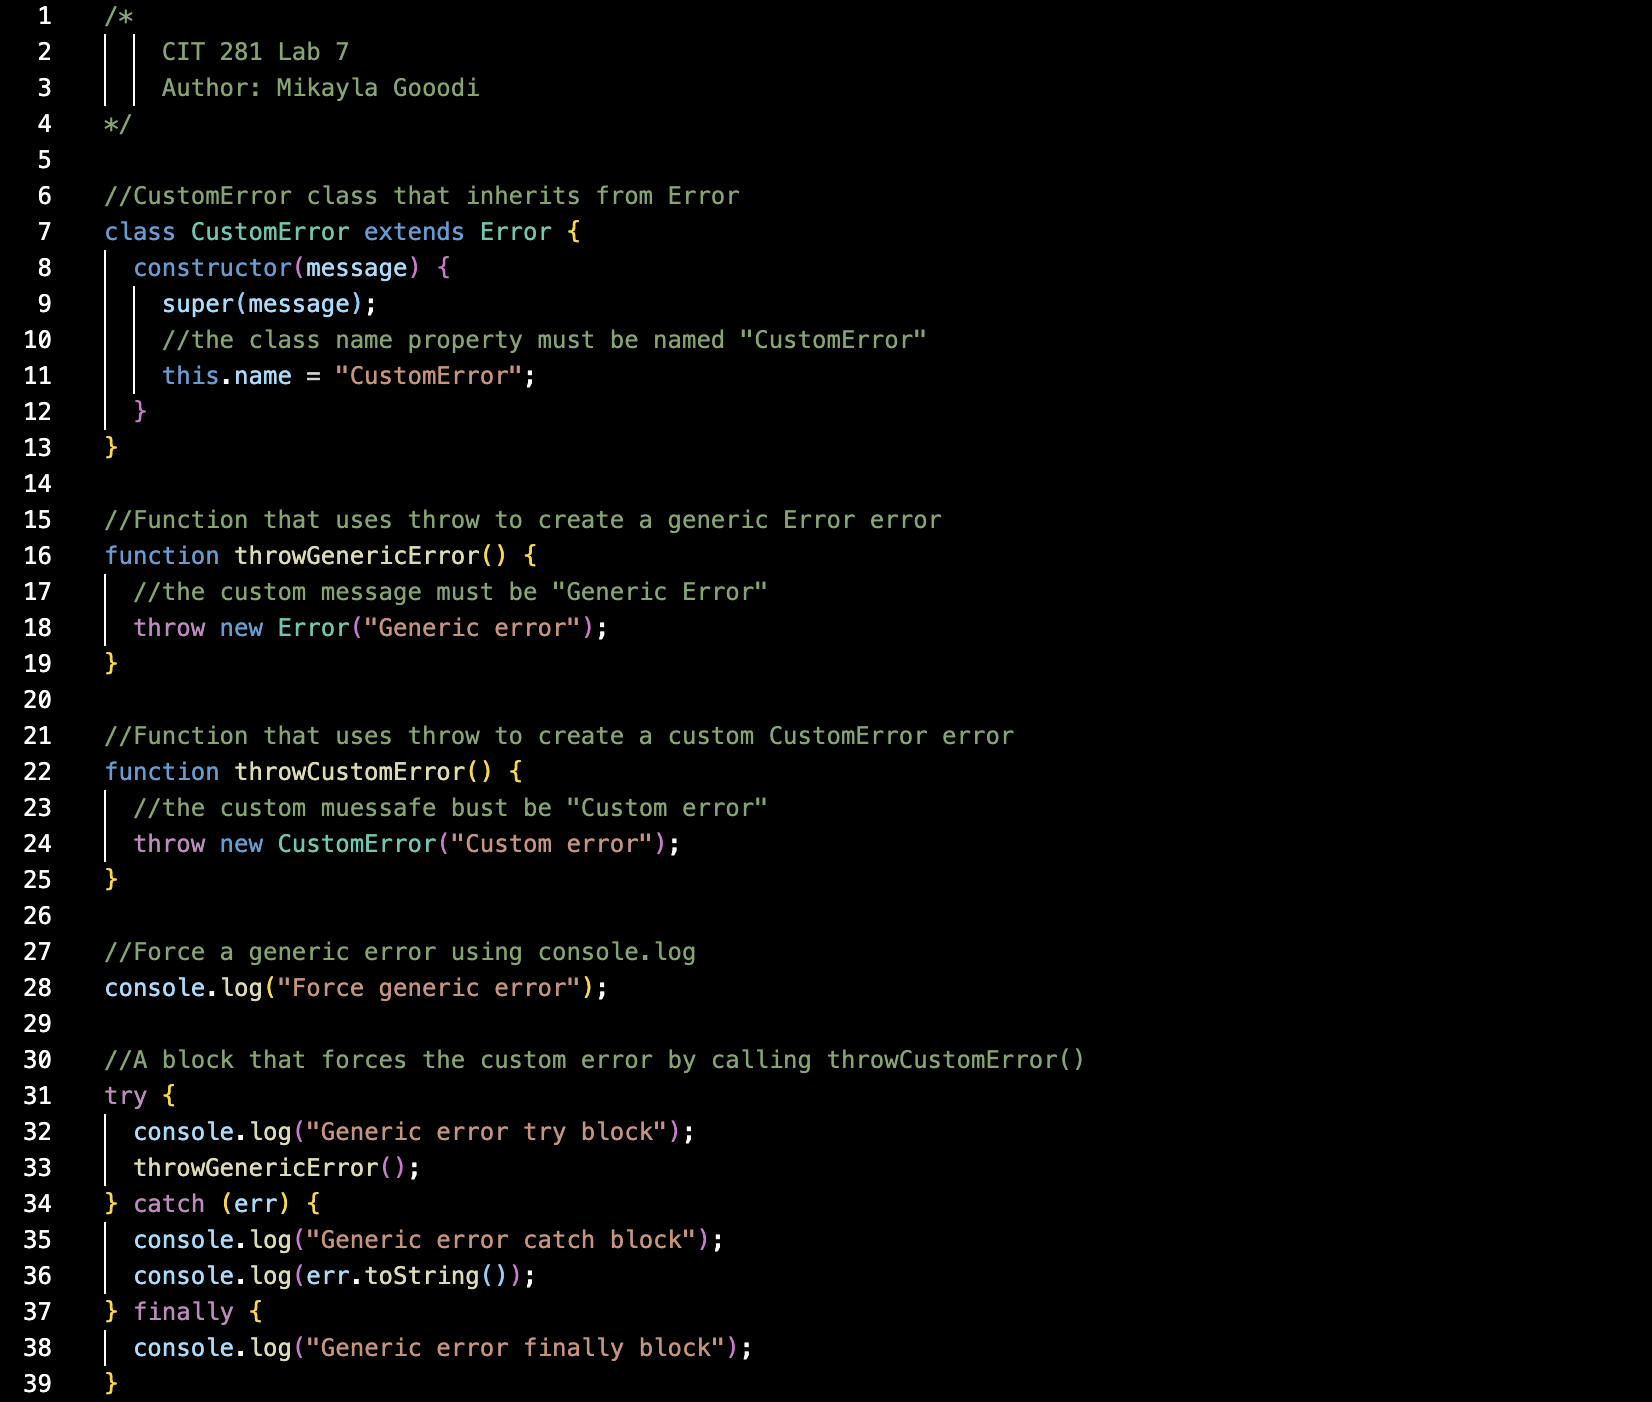 1 /*
2 CIT 281 Lab 7
3 Author: Mikayla Gooodi
4 */
5
6 //CustomError class that inherits from Error
7 class CustomError extends Error {
8 constructor(message) {
9 super(message);
10 //the class name property must be named "CustomError"
11 this.name = "CustomError";
12 }
13 }
14
15 //Function that uses throw to create a generic Error error
16 function throwGenericError() {
17 //the custom message must be "Generic Error"
18 throw new Error("Generic error");
19 }
20
21 //Function that uses throw to create a custom CustomError error
22 function throwCustomError() {
23 //the custom muessafe bust be "Custom error"
24 throw new CustomError("Custom error");
25 }
26
27 //Force a generic error using console.log
28 console.log("Force generic error");
29
30 //A block that forces the custom error by calling throwCustomError()
31 try {
32 console.log("Generic error try block");
33 throwGenericError();
34 } catch (err) {
35 console.log("Generic error catch block");
36 console.log(err.toString());
37 } finally {
38 console.log("Generic error finally block");
39 }